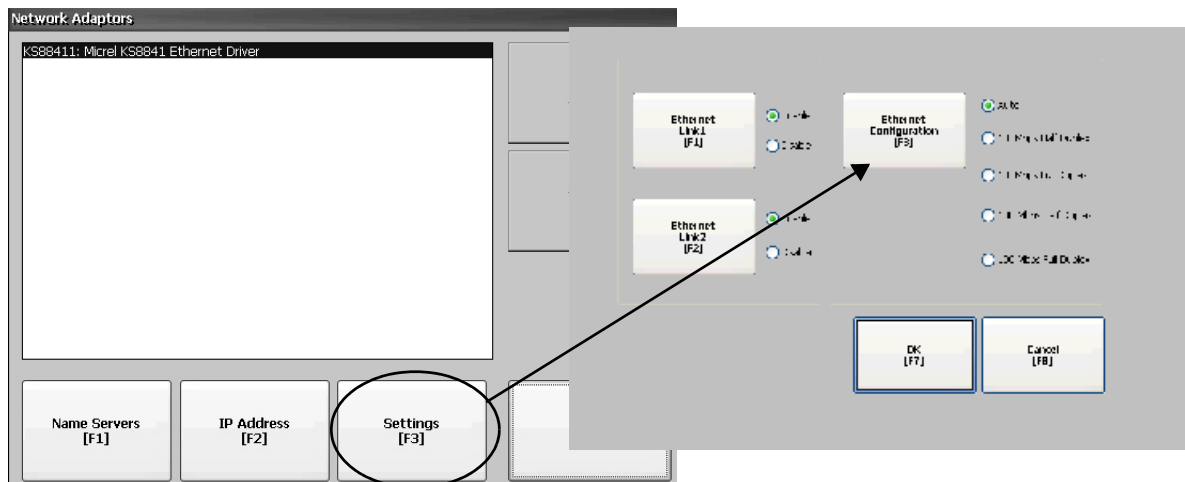 Network Adaptors
KS88411: Micrel KS8841 Ethernet Driver
Name Servers
[F1]
IP Address
[F2]
Settings
[F3]
Ethernet
Link1
[F1]
Disable
Ethernet
Link2
[F2]
Ethernet
Configuration
[F3]
Auto
100 Mbps Full Duplex
OK
[F7]
Cancel
[F8]